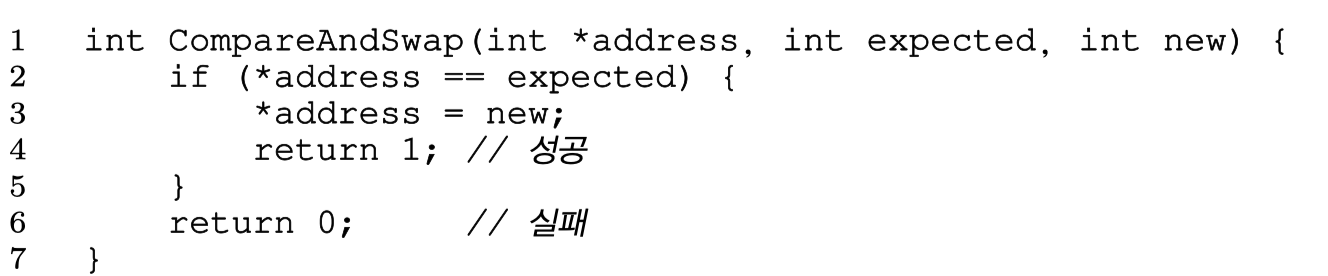 1 int CompareAndSwap(int *address, int expected, int new) {
2 if (*address == expected) {
3 *address = new;
4 return 1; // 성공
5 }
6 return 0; // 실패
7 }